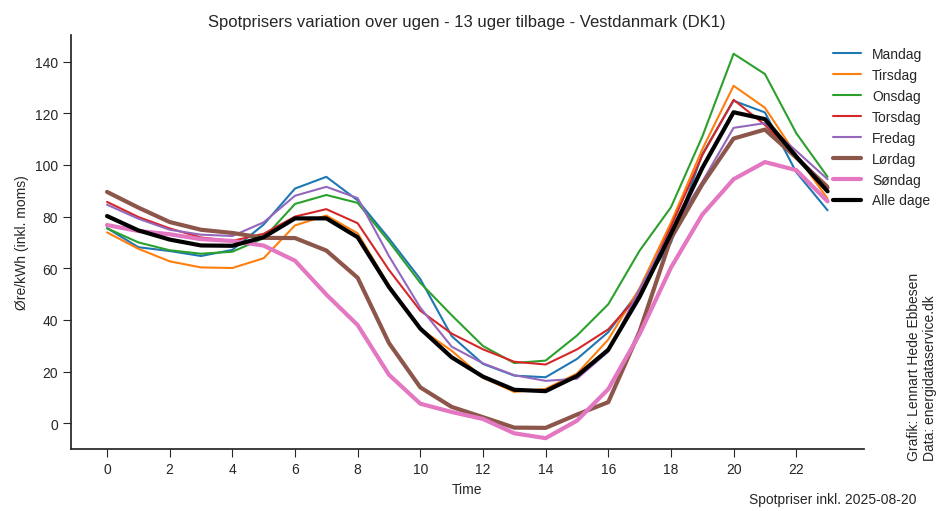 Spotprisers variation over ugen - 13 uger tilbage - Vestdanmark (DK1)
Øre/kWh (inkl. moms)
140
120
100
80
60
40
20
0
0 2 4 6 8 10 12 14 16 18 20 22
Time
Mandag
Tirsdag
Onsdag
Torsdag
Fredag
Lørdag
Søndag
Alle dage
Grafik: Lennart Hede Ebbesen
Data: energidataservice.dk
Spotpriser inkl. 2025-08-20